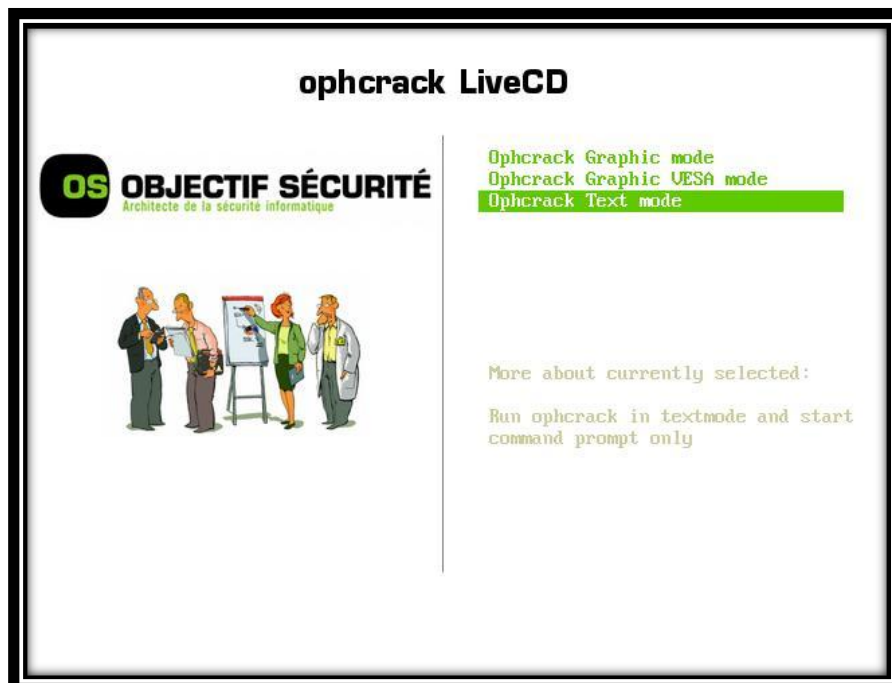 ophcrack LiveCD
OS OBJECTIF SÉCURITÉ
Architecte de la sécurité informatique
Ophcrack Graphic mode
Ophcrack Graphic VESA mode
Ophcrack Text mode
More about currently selected:
Run ophcrack in textmode and start
command prompt only